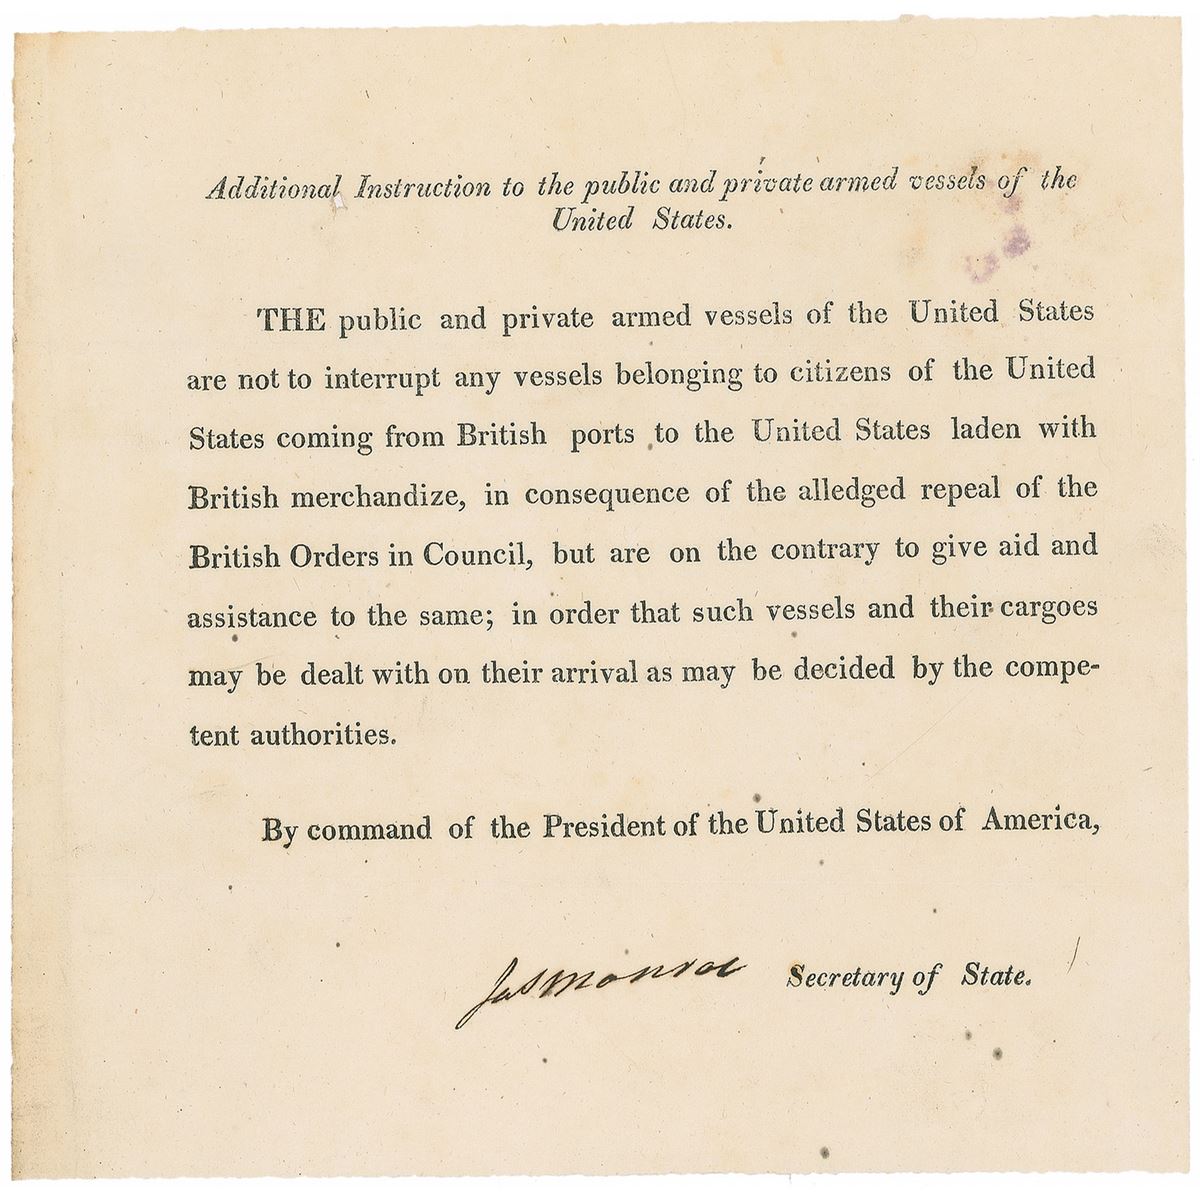 Additional Instruction to the public and private armed vessels of the
United States.
THE public and private armed vessels of the United States
are not to interrupt any vessels belonging to citizens of the United
States coming from British ports to the United States laden with
British merchandize, in consequence of the alledged repeal of the
British Orders in Council, but are on the contrary to give aid and
assistance to the same; in order that such vessels and their cargoes
may be dealt with on their arrival as may be decided by the compe-
tent authorities.
By command of the President of the United States of America,
Jas Monroe Secretary of State.